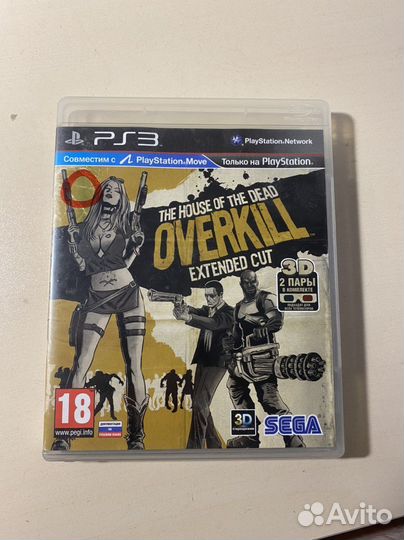 PS3
PlayStation Network
Совместим с PlayStation Move
Только на PlayStation
THE HOUSE OF THE DEAD
OVERKILL
EXTENDED CUT
3D
2 ПАРЫ
В КОМПЛЕКТЕ
18
www.pegi.info
3D
SEGA
Avito